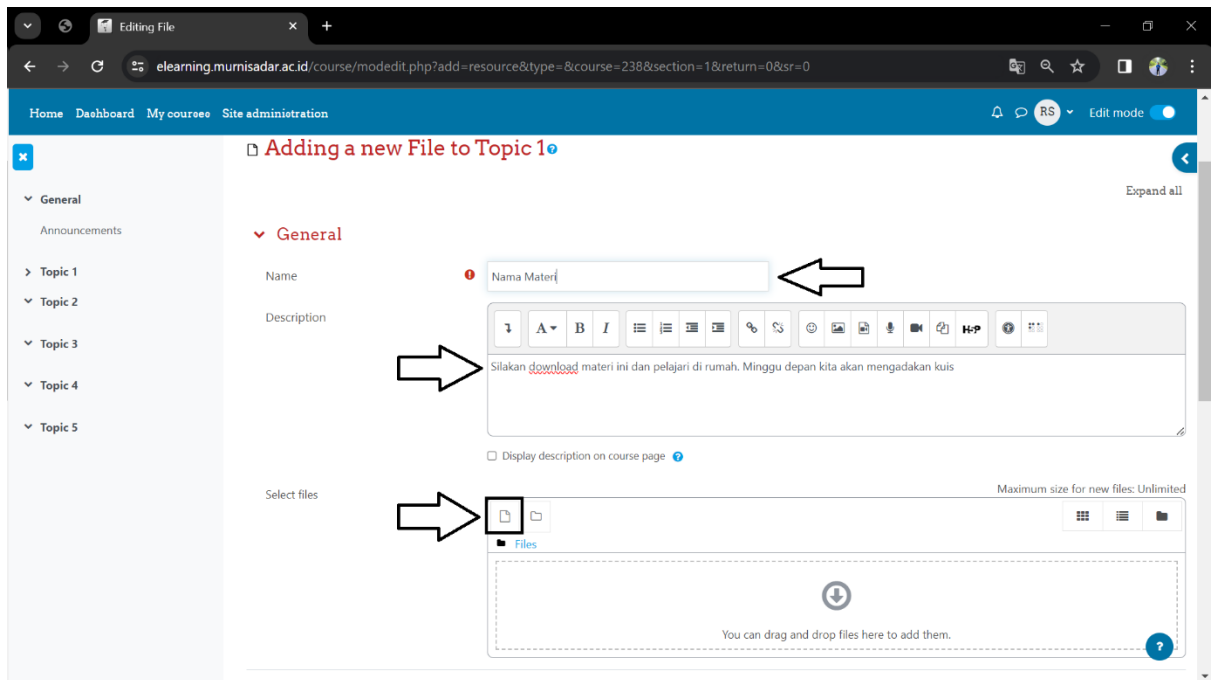 Editing File
elearning.murnisadar.ac.id/course/modedit.php?add=resource&type=&course=238&section=1&return=0&sr=0
Home Dashboard My courses Site administration RS Edit mode
Adding a new File to Topic 1
Expand all
General
Announcements
Topic 1
Topic 2
Topic 3
Topic 4
Topic 5
General
Name
Nama Materi
Description
A B I H-P
Silakan download materi ini dan pelajari di rumah. Minggu depan kita akan mengadakan kuis
Display description on course page
Select files
Maximum size for new files: Unlimited
Files
You can drag and drop files here to add them.
?